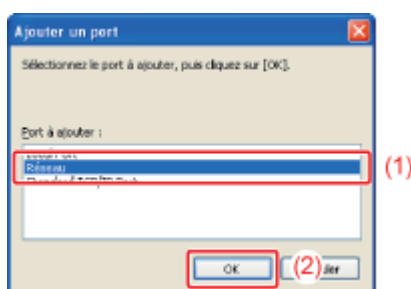 Ajouter un port
Sélectionnez le port à ajouter, puis cliquez sur [OK].
Port à ajouter :
Réseau
(1)
OK
(2)